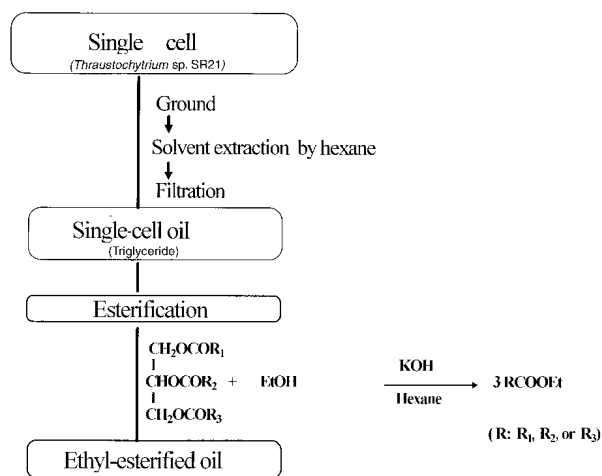 Single cell
(Thraustochytrium sp. SR21)
Ground
Solvent extraction by hexane
Filtration
Single-cell oil
(Triglyceride)
Esterification
CH₂OCOR₁
CHOCOR₂ + EtOH
CH₂OCOR₃
KOH
Hexane
3 RCOOEt
(R: R₁, R₂, or R₃)
Ethyl-esterified oil